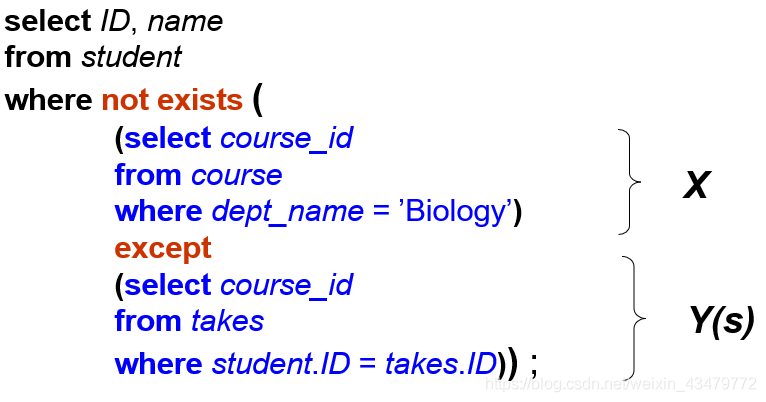 select ID, name
from student
where not exists (
(select course_id
from course
where dept_name = ’Biology’)
X
except
(select course_id
from takes
where student.ID = takes.ID)) ;
Y(s)
https://blog.csdn.net/weixin_43479772